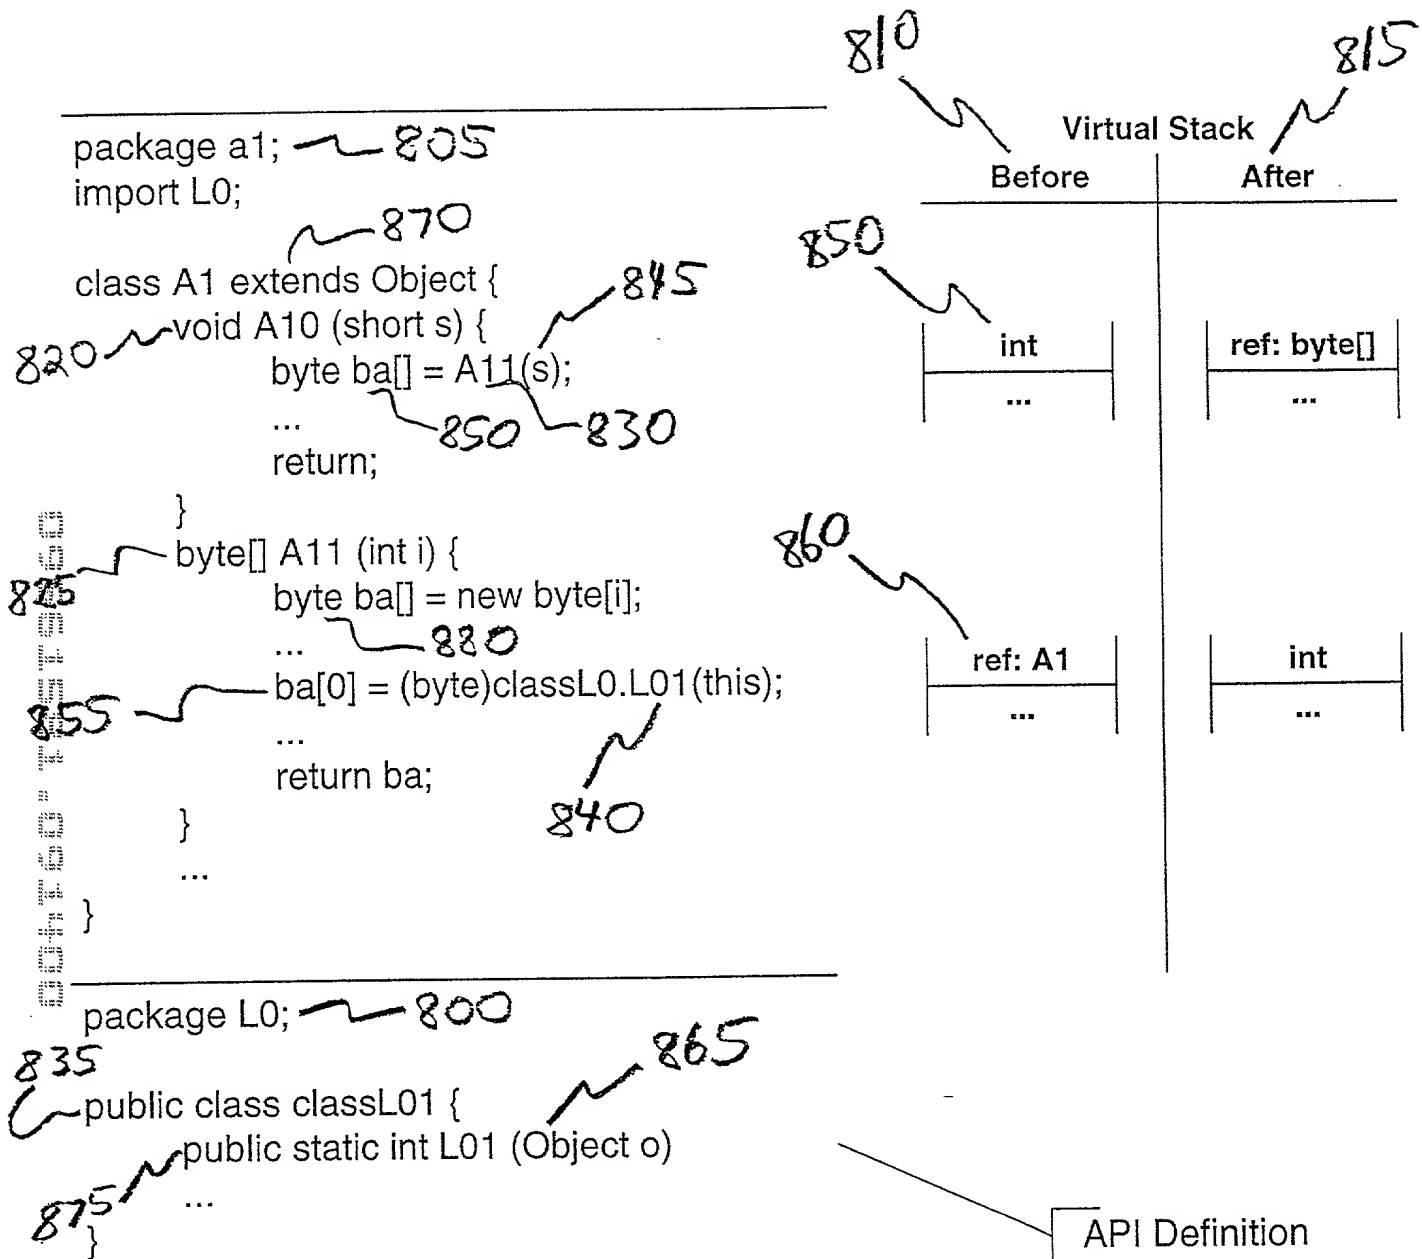 810 815
Virtual Stack
Before After
package a1; 805
import L0;
870
class A1 extends Object {
845
820 void A10 (short s) {
byte ba[] = A11(s);
...
850 830
return;
}
825 byte[] A11 (int i) {
byte ba[] = new byte[i];
... 880
855 ba[0] = (byte)classL0.L01(this);
...
return ba;
840
}
...
}
850
int ref: byte[]
... ...
860
ref: A1 int
... ...
package L0; 800
835 865
public class classL01 {
public static int L01 (Object o)
875 ...
}
API Definition